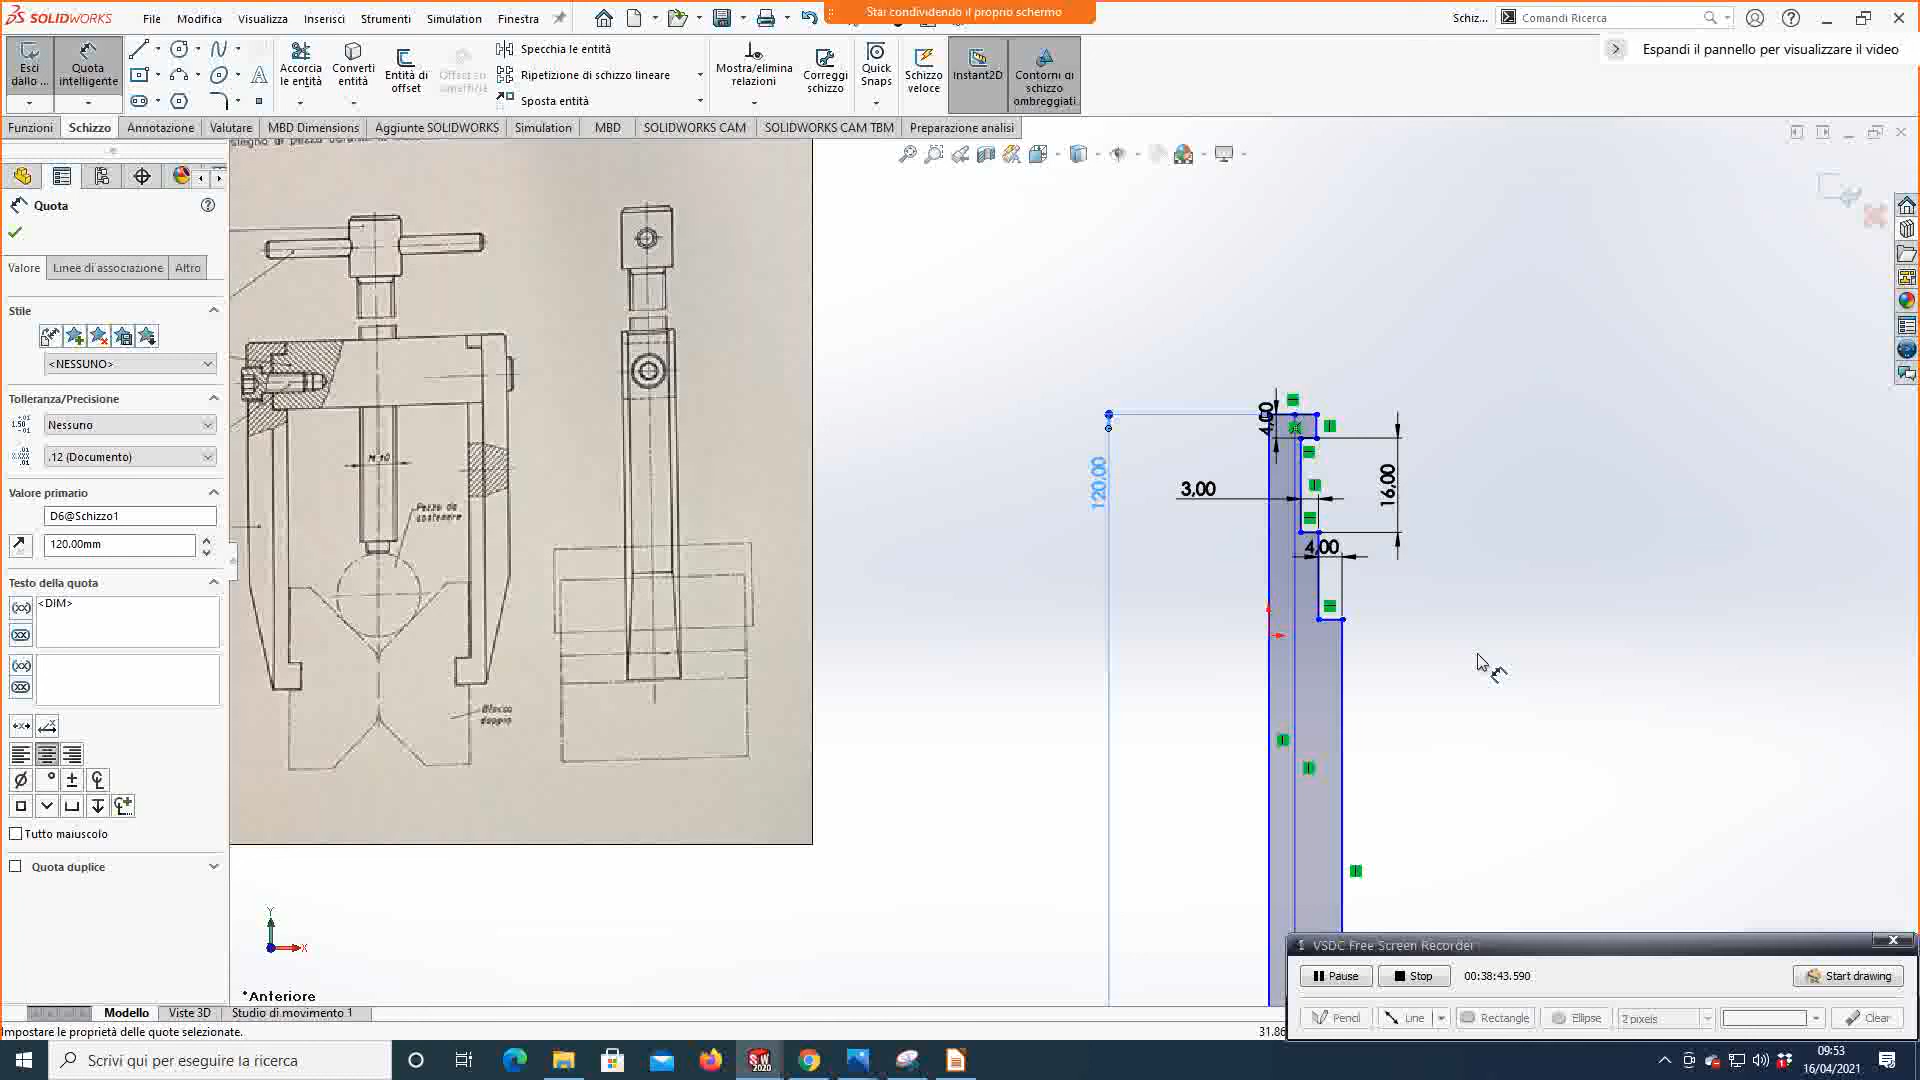 SOLIDWORKS
File
Modifica
Visualizza
Inserisci
Strumenti
Simulation
Finestra
Stai condividendo il proprio schermo
Schiz...
Comandi Ricerca
Espandi il pannello per visualizzare il video
Esci dallo ...
Quota intelligente
Accorcia le entità
Converti entità
Entità di offset
Specchia le entità
Ripetizione di schizzo lineare
Sposta entità
Mostra/elimina relazioni
Correggi schizzo
Quick Snaps
Schizzo veloce
Instant2D
Contorni di schizzo ombreggiati
Funzioni
Schizzo
Annotazione
Valutare
MBD Dimensions
Aggiunte SOLIDWORKS
Simulation
MBD
SOLIDWORKS CAM
SOLIDWORKS CAM TBM
Preparazione analisi
Quota
Valore
Linee di associazione
Altro
Stile
<NESSUNO>
Tolleranza/Precisione
Nessuno
.12 (Documento)
Valore primario
D6@Schizzo1
120.00mm
Testo della quota
<DIM>
Tutto maiuscolo
Quota duplice
M 10
Pezzo da
sostenere
Blocco
doppio
4,00
120,00
3,00
16,00
4,00
Y
X
*Anteriore
Modello
Viste 3D
Studio di movimento 1
Impostare le proprietà delle quote selezionate.
31.86
VSDC Free Screen Recorder
Pause
Stop
00:38:43.590
Start drawing
Pencil
Line
Rectangle
Ellipse
2 pixels
Clear
Scrivi qui per eseguire la ricerca
SW
2020
09:53
16/04/2021